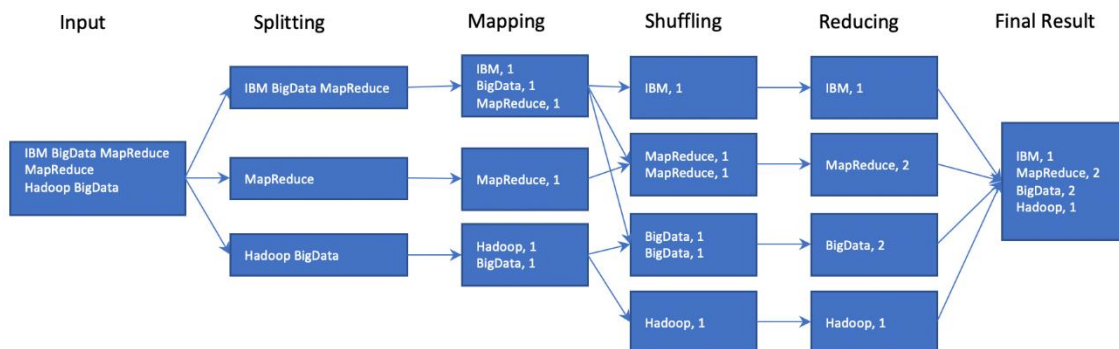 Input
Splitting
Mapping
Shuffling
Reducing
Final Result
IBM BigData MapReduce
MapReduce
Hadoop BigData
IBM BigData MapReduce
MapReduce
Hadoop BigData
IBM, 1
BigData, 1
MapReduce, 1
MapReduce, 1
Hadoop, 1
BigData, 1
IBM, 1
MapReduce, 1
MapReduce, 1
BigData, 1
BigData, 1
Hadoop, 1
IBM, 1
MapReduce, 2
BigData, 2
Hadoop, 1
IBM, 1
MapReduce, 2
BigData, 2
Hadoop, 1